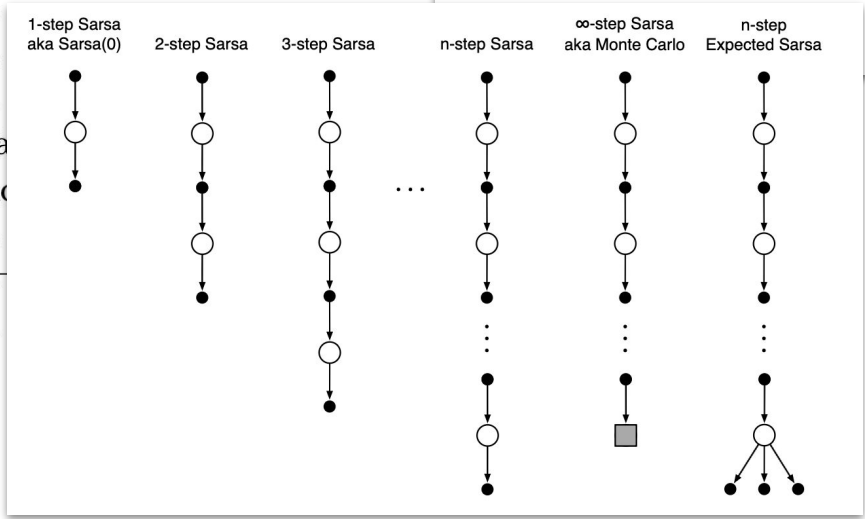 1-step Sarsa
aka Sarsa(0)
2-step Sarsa
3-step Sarsa
...
n-step Sarsa
∞-step Sarsa
aka Monte Carlo
n-step
Expected Sarsa